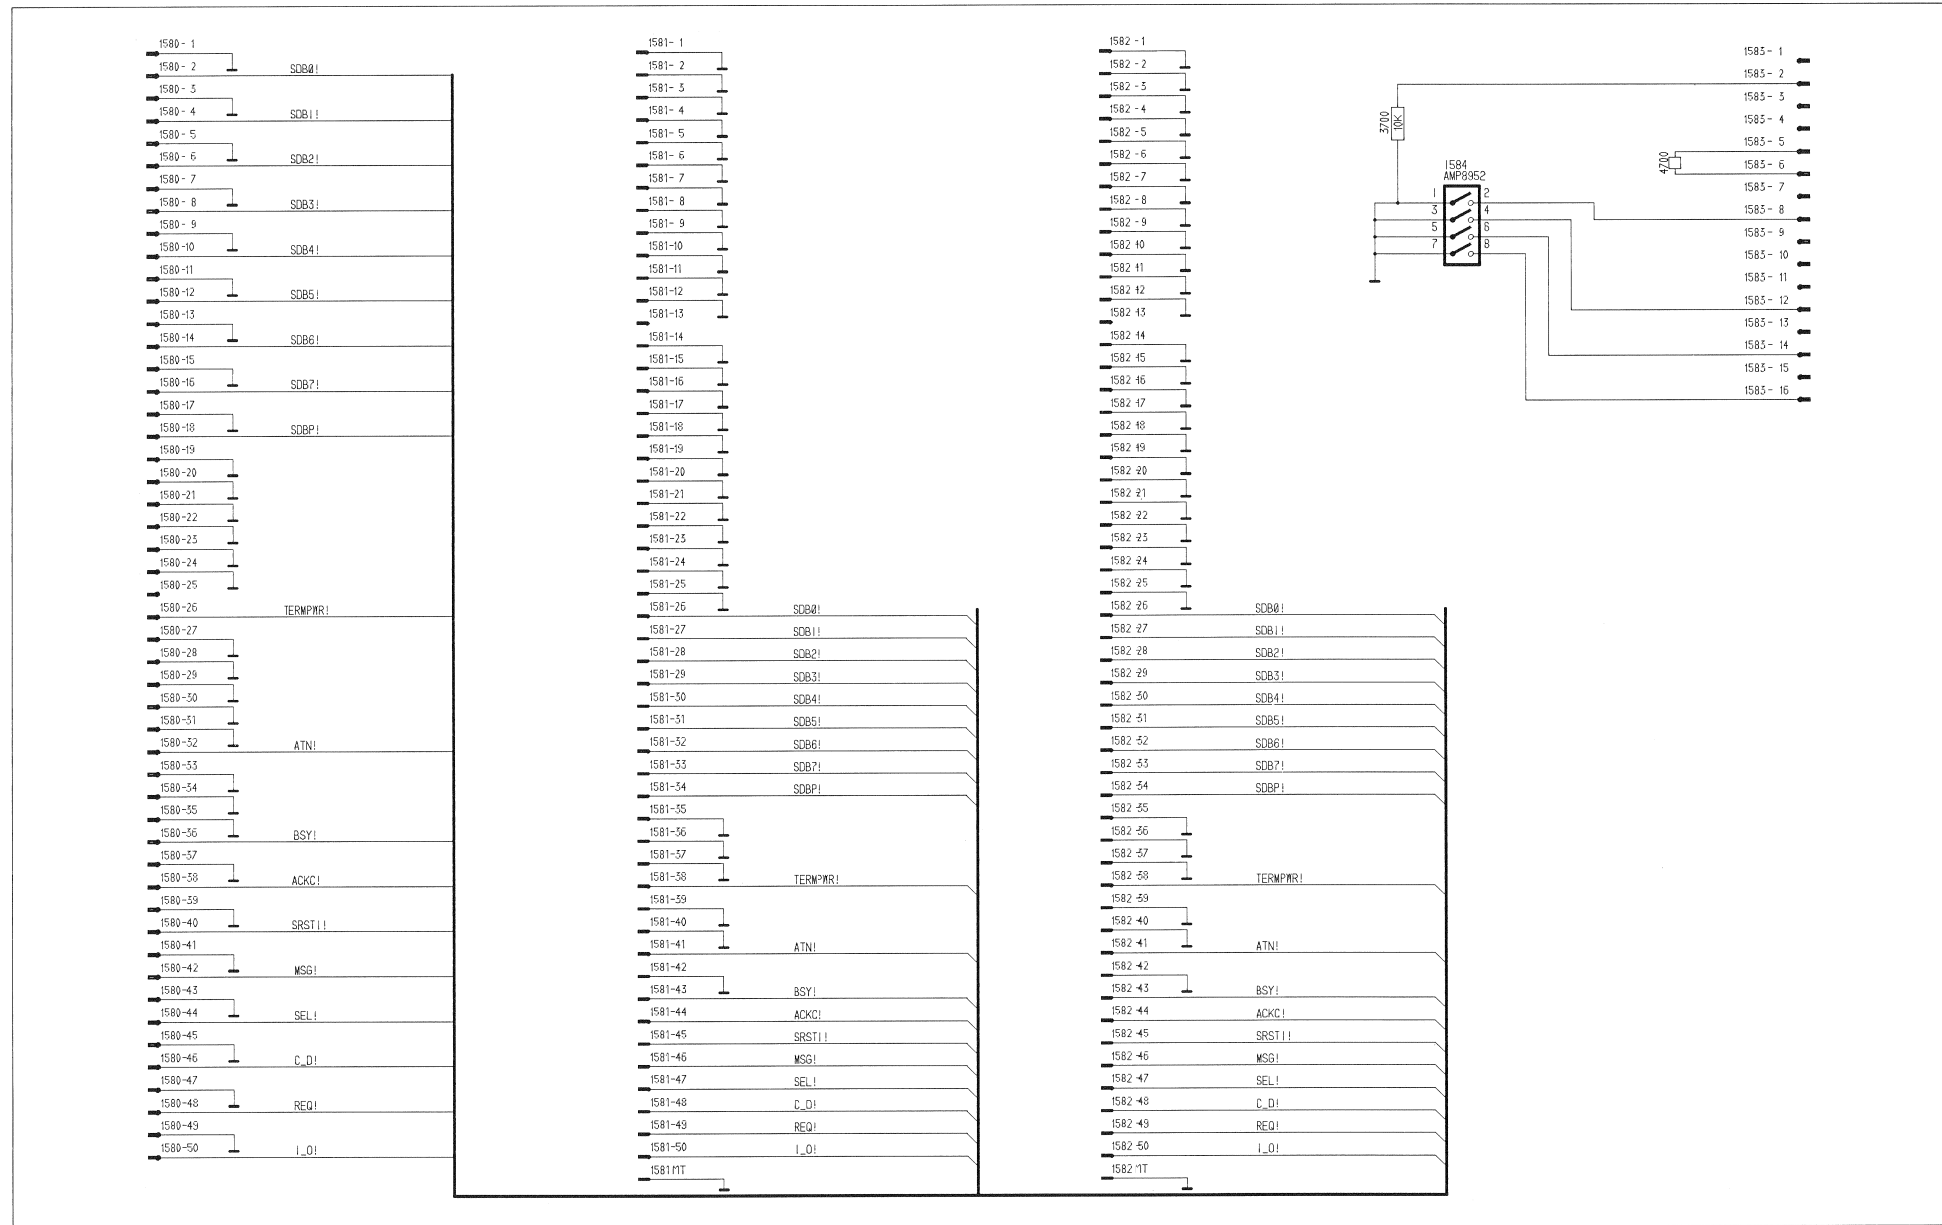 1580- 1
1580- 2 SDB0!
1580- 3
1580- 4 SDB1!
1580- 5
1580- 6 SDB2!
1580- 7
1580- 8 SDB3!
1580- 9
1580-10 SDB4!
1580-11
1580-12 SDB5!
1580-13
1580-14 SDB6!
1580-15
1580-16 SDB7!
1580-17
1580-18 SDBP!
1580-19
1580-20
1580-21
1580-22
1580-23
1580-24
1580-25
1580-26 TERMPWR!
1580-27
1580-28
1580-29
1580-30
1580-31
1580-32 ATN!
1580-33
1580-34
1580-35
1580-36 BSY!
1580-37
1580-38 ACKC!
1580-39
1580-40 SRST1!
1580-41
1580-42 MSG!
1580-43
1580-44 SEL!
1580-45
1580-46 C_D!
1580-47
1580-48 REQ!
1580-49
1580-50 I_O!
1581- 1
1581- 2
1581- 3
1581- 4
1581- 5
1581- 6
1581- 7
1581- 8
1581- 9
1581-10
1581-11
1581-12
1581-13
1581-14
1581-15
1581-16
1581-17
1581-18
1581-19
1581-20
1581-21
1581-22
1581-23
1581-24
1581-25
1581-26 SDB0!
1581-27 SDB1!
1581-28 SDB2!
1581-29 SDB3!
1581-30 SDB4!
1581-31 SDB5!
1581-32 SDB6!
1581-33 SDB7!
1581-34 SDBP!
1581-35
1581-36
1581-37
1581-38 TERMPWR!
1581-39
1581-40
1581-41 ATN!
1581-42
1581-43 BSY!
1581-44 ACKC!
1581-45 SRST1!
1581-46 MSG!
1581-47 SEL!
1581-48 C_D!
1581-49 REQ!
1581-50 I_O!
1581MT
1582 -1
1582 -2
1582 -3
1582 -4
1582 -5
1582 -6
1582 -7
1582 -8
1582 -9
1582 -10
1582 -11
1582 -12
1582 -13
1582 -14
1582 -15
1582 -16
1582 -17
1582 -18
1582 -19
1582 -20
1582 -21
1582 -22
1582 -23
1582 -24
1582 -25
1582 -26 SDB0!
1582 -27 SDB1!
1582 -28 SDB2!
1582 -29 SDB3!
1582 -30 SDB4!
1582 -31 SDB5!
1582 -32 SDB6!
1582 -33 SDB7!
1582 -34 SDBP!
1582 -35
1582 -36
1582 -37
1582 -38 TERMPWR!
1582 -39
1582 -40
1582 -41 ATN!
1582 -42
1582 -43 BSY!
1582 -44 ACKC!
1582 -45 SRST1!
1582 -46 MSG!
1582 -47 SEL!
1582 -48 C_D!
1582 -49 REQ!
1582 -50 I_O!
1582 MT
3700
10K
1584
AMP8952
1 2
3 4
5 6
7 8
4700
1583- 1
1583- 2
1583- 3
1583- 4
1583- 5
1583- 6
1583- 7
1583- 8
1583- 9
1583- 10
1583- 11
1583- 12
1583- 13
1583- 14
1583- 15
1583- 16